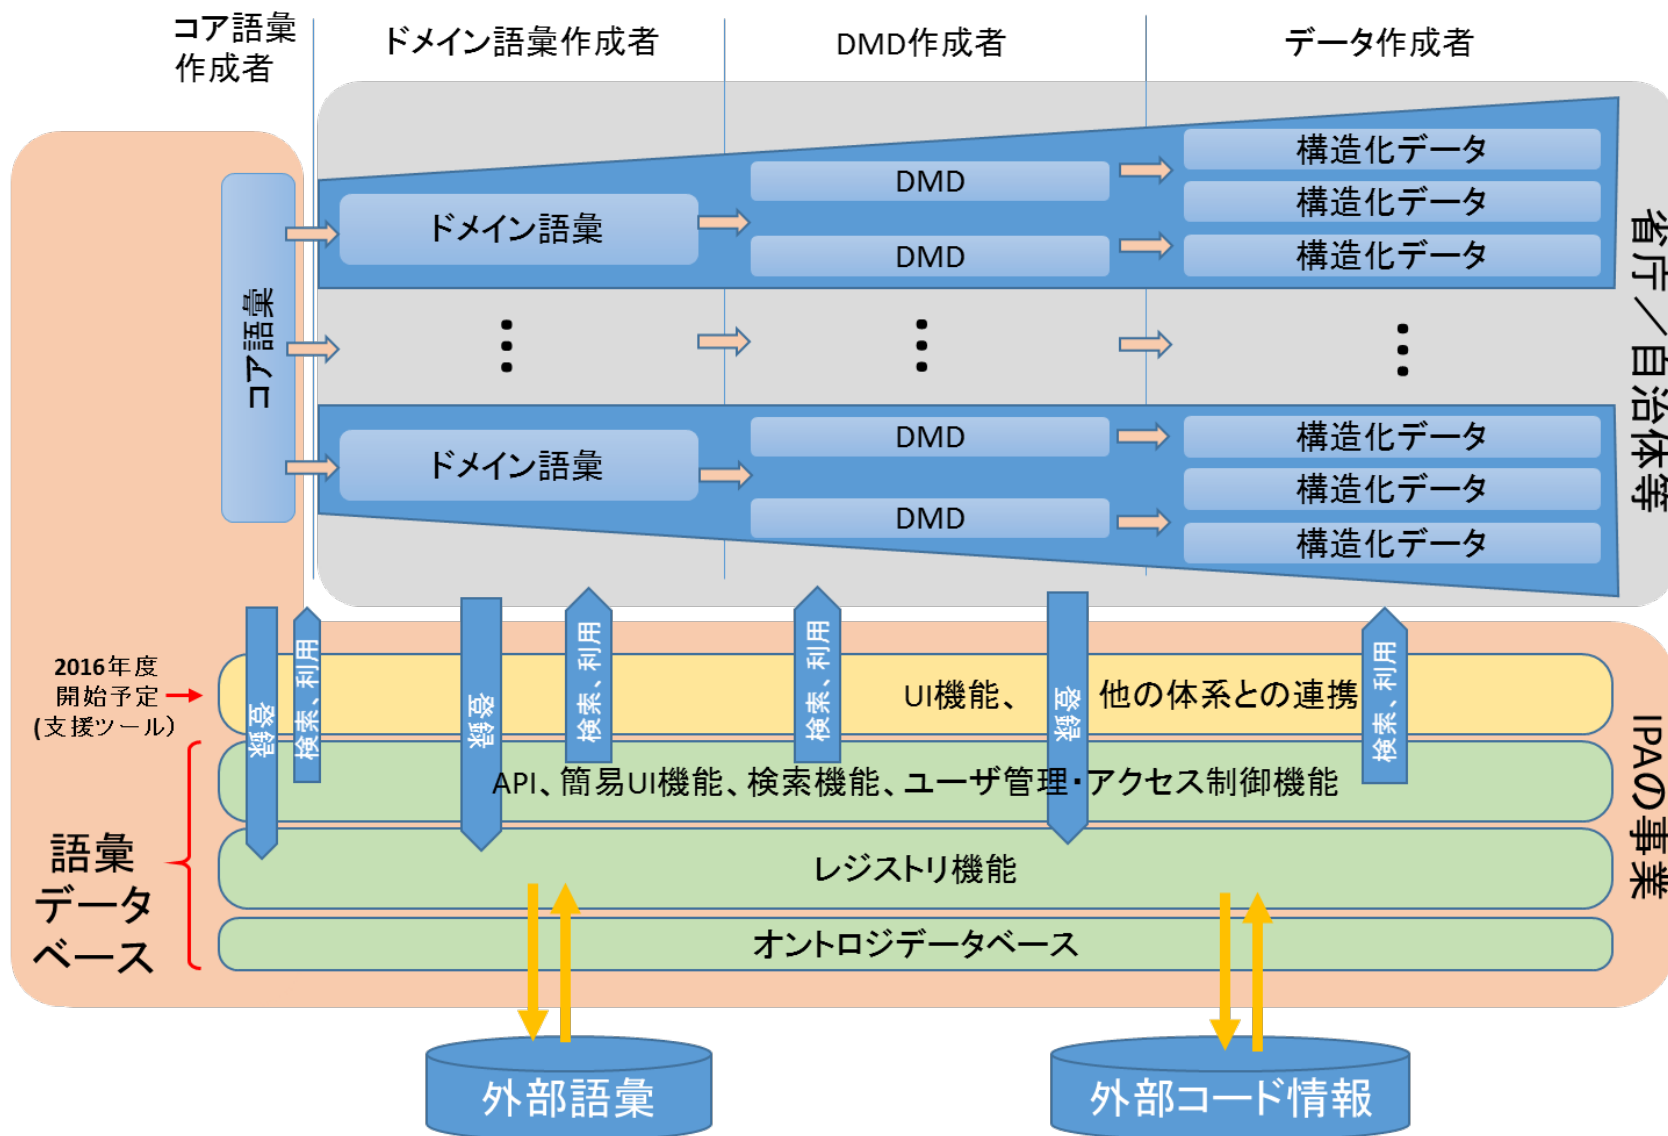 コア語彙
作成者
ドメイン語彙作成者
DMD作成者
データ作成者
コア語彙
ドメイン語彙
DMD
DMD
構造化データ
構造化データ
構造化データ
ドメイン語彙
DMD
DMD
構造化データ
構造化データ
構造化データ
省庁／自治体等
登録
検索、利用
登録
検索、利用
検索、利用
登録
検索、利用
2016年度
開始予定
(支援ツール)
UI機能、 他の体系との連携
API、簡易UI機能、検索機能、ユーザ管理・アクセス制御機能
レジストリ機能
オントロジデータベース
語彙
データ
ベース
IPAの事業
外部語彙
外部コード情報